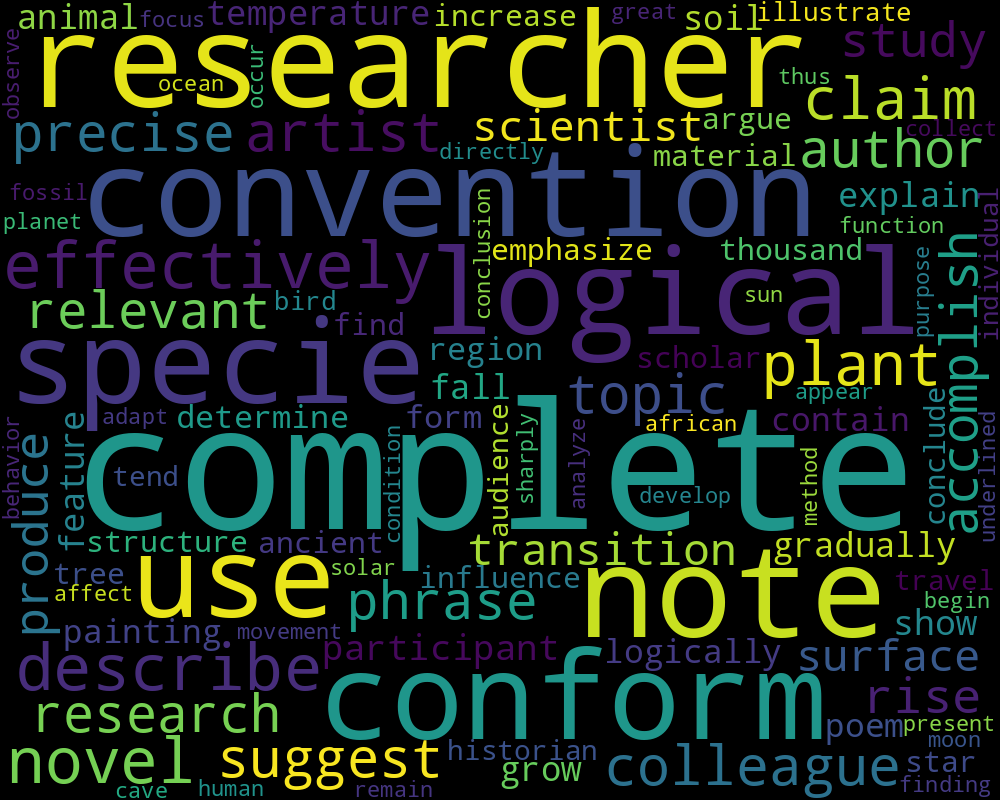 animal focus temperature increase great soil illustrate
observe researcher study
ocean occur thus claim
precise artist scientist argue collect
directly material author
fossil convention explain
planet function individual
effectively conclusion emphasize thousand purpose
relevant bird sun accomplish
find logical
specie region scholar plant
fall topic appear
adapt determine form african contain
behavior feature complete conclude underlined
produce tend condition audience sharply analyze develop method
structure ancient transition gradually
tree solar influence travel
affect use phrase note begin
painting movement show
describe participant logically surface
research conform rise
poem present
novel suggest historian colleague star moon
cave human remain grow finding